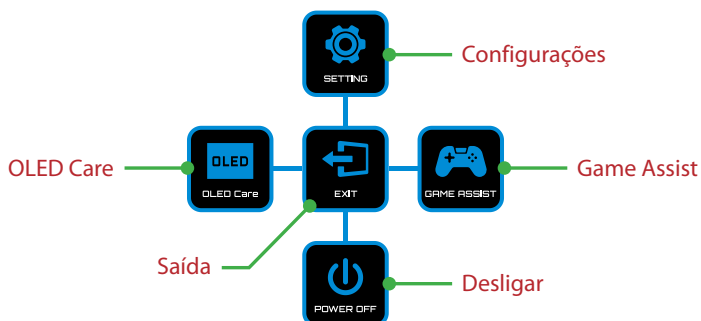 SETTING
Configurações
OLED Care
OLED
OLED Care
EXIT
GAME ASSIST
Game Assist
Saída
POWER OFF
Desligar